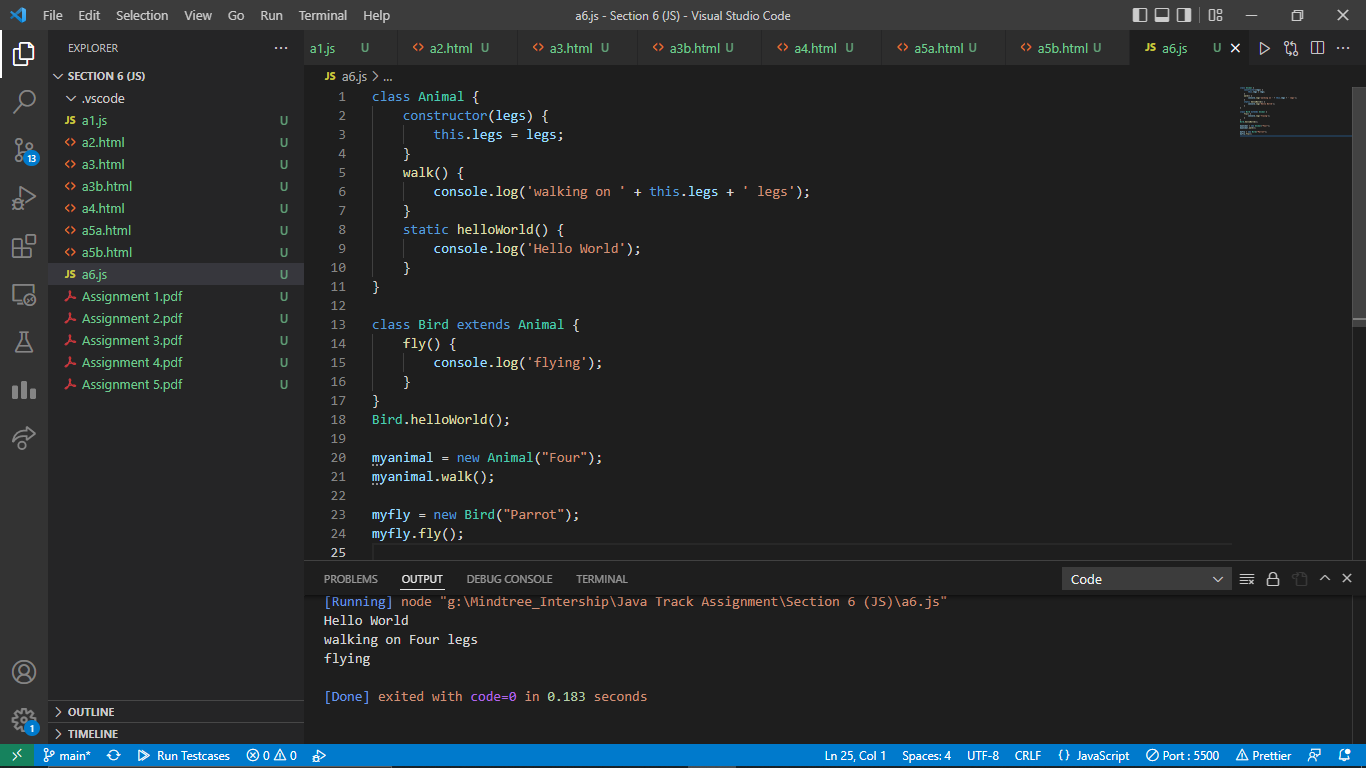 File Edit Selection View Go Run Terminal Help a6.js - Section 6 (JS) - Visual Studio Code
EXPLORER
SECTION 6 (JS)
.vscode
JS a1.js U
a2.html U
a3.html U
a3b.html U
a4.html U
a5a.html U
a5b.html U
JS a6.js U
Assignment 1.pdf U
Assignment 2.pdf U
Assignment 3.pdf U
Assignment 4.pdf U
Assignment 5.pdf U
OUTLINE
TIMELINE
13
1
a1.js U a2.html U a3.html U a3b.html U a4.html U a5a.html U a5b.html U JS a6.js U
JS a6.js > ...
1 class Animal {
2 constructor(legs) {
3 this.legs = legs;
4 }
5 walk() {
6 console.log('walking on ' + this.legs + ' legs');
7 }
8 static helloWorld() {
9 console.log('Hello World');
10 }
11 }
12
13 class Bird extends Animal {
14 fly() {
15 console.log('flying');
16 }
17 }
18 Bird.helloWorld();
19
20 myanimal = new Animal("Four");
21 myanimal.walk();
22
23 myfly = new Bird("Parrot");
24 myfly.fly();
25
PROBLEMS OUTPUT DEBUG CONSOLE TERMINAL Code
[Running] node "g:\Mindtree_Intership\Java Track Assignment\Section 6 (JS)\a6.js"
Hello World
walking on Four legs
flying
[Done] exited with code=0 in 0.183 seconds
main* Run Testcases 0 0 Ln 25, Col 1 Spaces: 4 UTF-8 CRLF {} JavaScript Port : 5500 Prettier